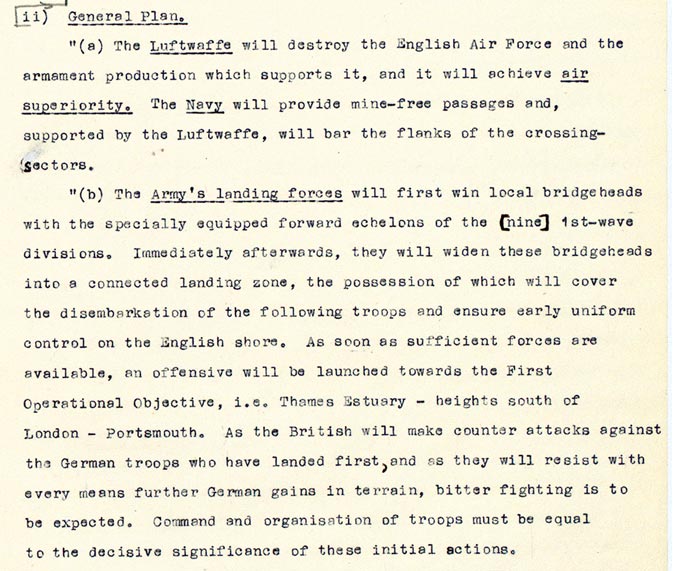 ii) General Plan.
"(a) The Luftwaffe will destroy the English Air Force and the
armament production which supports it, and it will achieve air
superiority. The Navy will provide mine-free passages and,
supported by the Luftwaffe, will bar the flanks of the crossing-
sectors.
"(b) The Army's landing forces will first win local bridgeheads
with the specially equipped forward echelons of the [nine] 1st-wave
divisions. Immediately afterwards, they will widen these bridgeheads
into a connected landing zone, the possession of which will cover
the disembarkation of the following troops and ensure early uniform
control on the English shore. As soon as sufficient forces are
available, an offensive will be launched towards the First
Operational Objective, i.e. Thames Estuary - heights south of
London - Portsmouth. As the British will make counter attacks against
the German troops who have landed first, and as they will resist with
every means further German gains in terrain, bitter fighting is to
be expected. Command and organisation of troops must be equal
to the decisive significance of these initial actions.